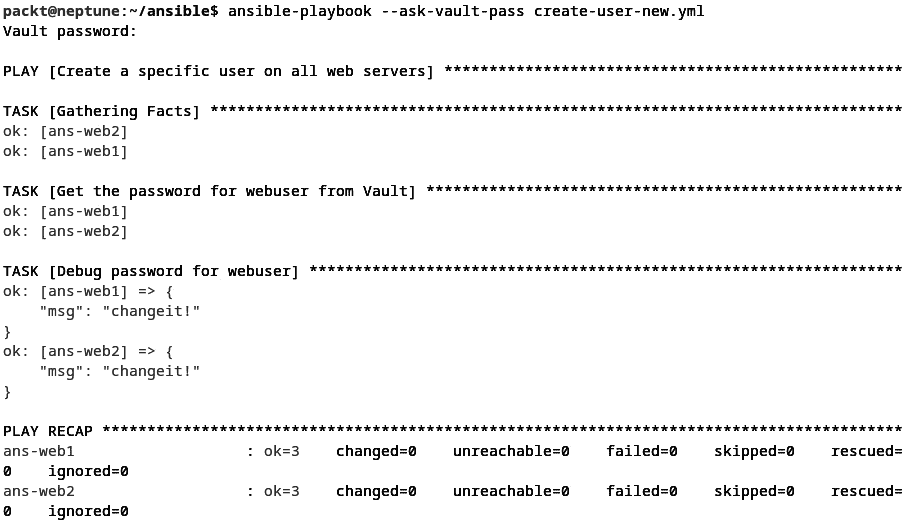 packt@neptune:~/ansible$ ansible-playbook --ask-vault-pass create-user-new.yml
Vault password:
PLAY [Create a specific user on all web servers] ***************************************************
TASK [Gathering Facts] *****************************************************************************
ok: [ans-web2]
ok: [ans-web1]
TASK [Get the password for webuser from Vault] *****************************************************
ok: [ans-web1]
ok: [ans-web2]
TASK [Debug password for webuser] ******************************************************************
ok: [ans-web1] => {
    "msg": "changeit!"
}
ok: [ans-web2] => {
    "msg": "changeit!"
}
PLAY RECAP *****************************************************************************************
ans-web1                   : ok=3    changed=0    unreachable=0    failed=0    skipped=0    rescued=
0    ignored=0
ans-web2                   : ok=3    changed=0    unreachable=0    failed=0    skipped=0    rescued=
0    ignored=0